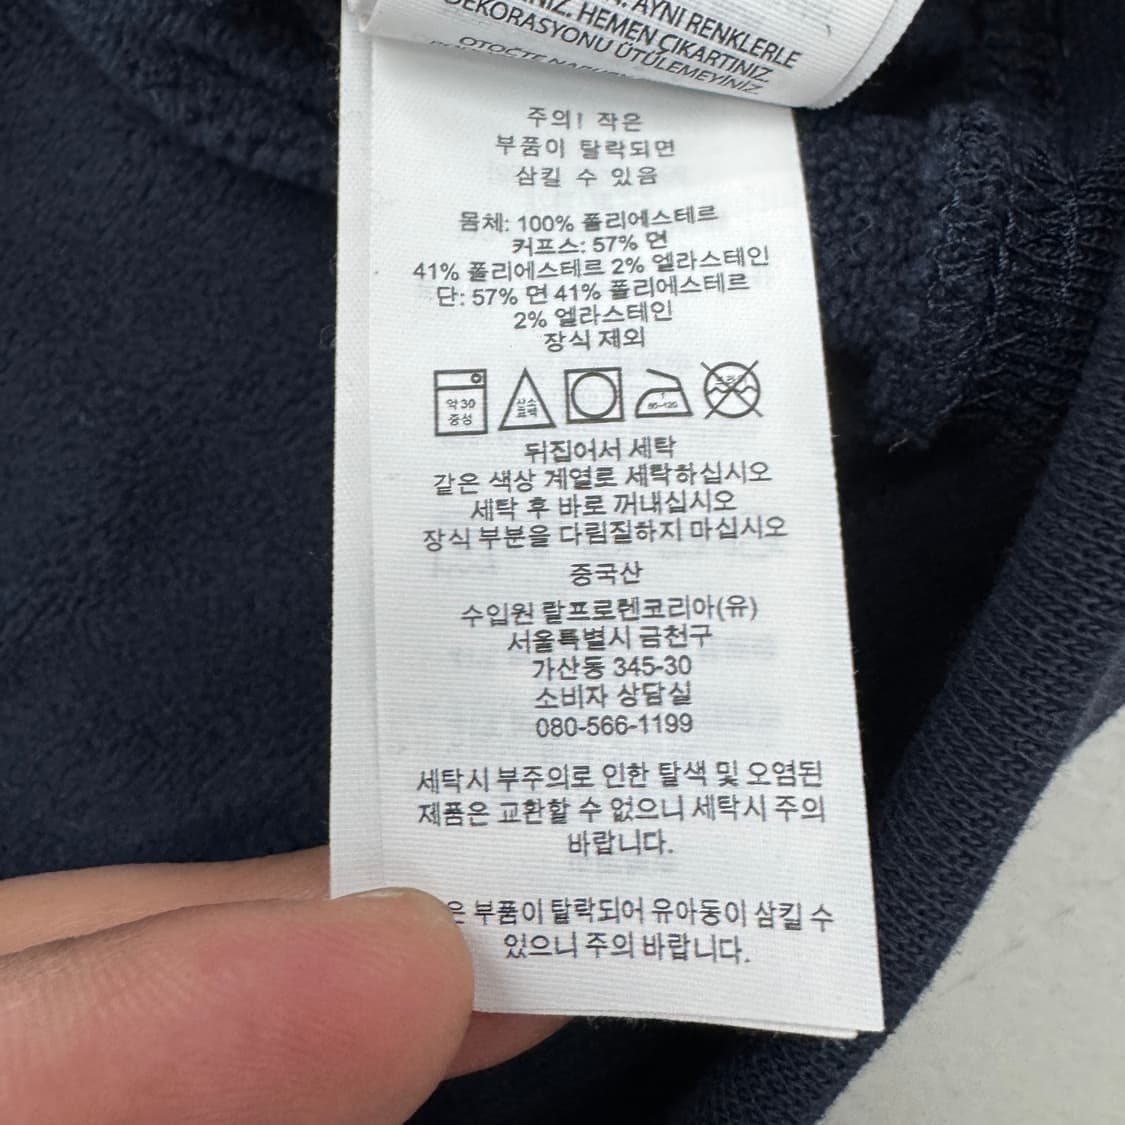 AYNI RENKLERLE
HEMEN ÇIKARTINIZ.
DEKORASYONU ÜTÜLEMEYİNİZ.
주의! 작은
부품이 탈락되면
삼킬 수 있음
몸체: 100% 폴리에스테르
커프스: 57% 면
41% 폴리에스테르 2% 엘라스테인
단: 57% 면 41% 폴리에스테르
2% 엘라스테인
장식 제외
약 30
중성
산소
표백
80-120
뒤집어서 세탁
같은 색상 계열로 세탁하십시오
세탁 후 바로 꺼내십시오
장식 부분을 다림질하지 마십시오
중국산
수입원 랄프로렌코리아(유)
서울특별시 금천구
가산동 345-30
소비자 상담실
080-566-1199
세탁시 부주의로 인한 탈색 및 오염된
제품은 교환할 수 없으니 세탁시 주의
바랍니다.
부품이 탈락되어 유아동이 삼킬 수
있으니 주의 바랍니다.